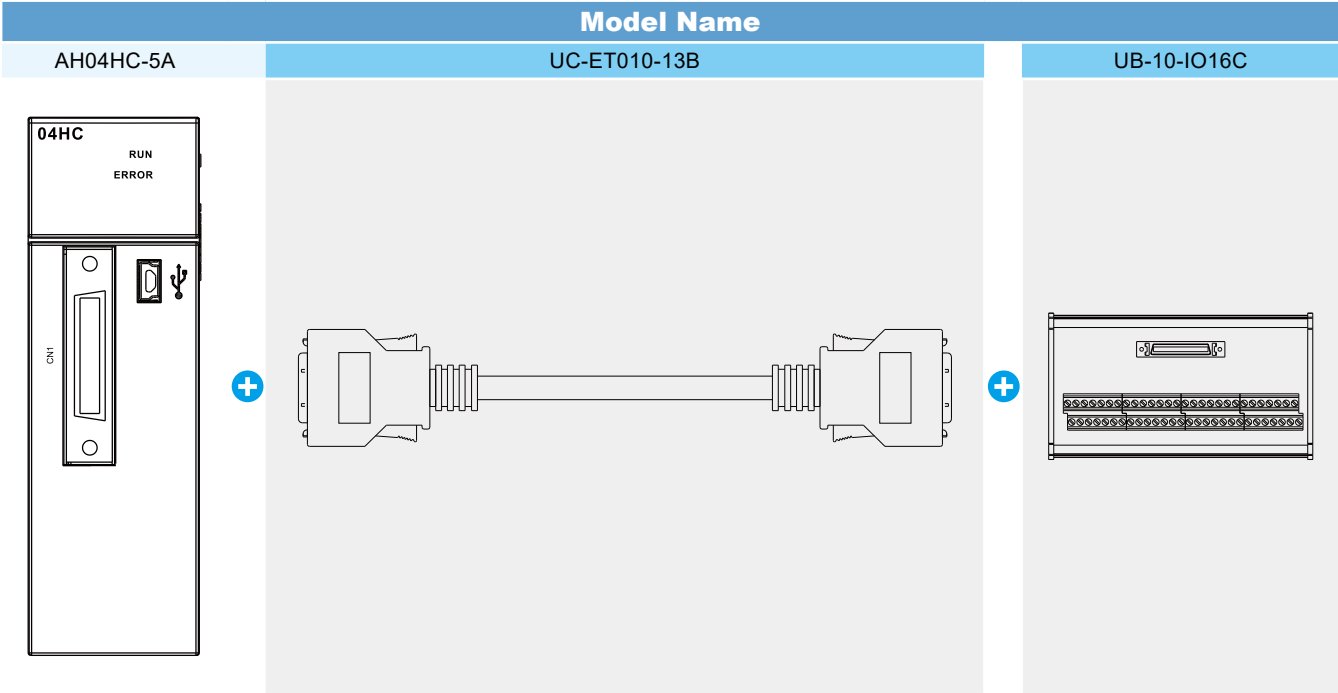 Model Name
AH04HC-5A
UC-ET010-13B
UB-10-IO16C
04HC
RUN
ERROR
CN1